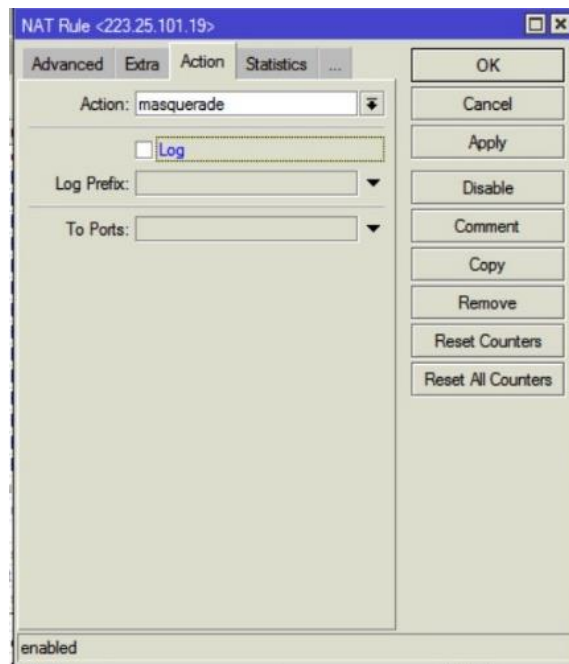 NAT Rule <223.25.101.19>
Advanced Extra Action Statistics ...
Action: masquerade
Log
Log Prefix:
To Ports:
OK
Cancel
Apply
Disable
Comment
Copy
Remove
Reset Counters
Reset All Counters
enabled